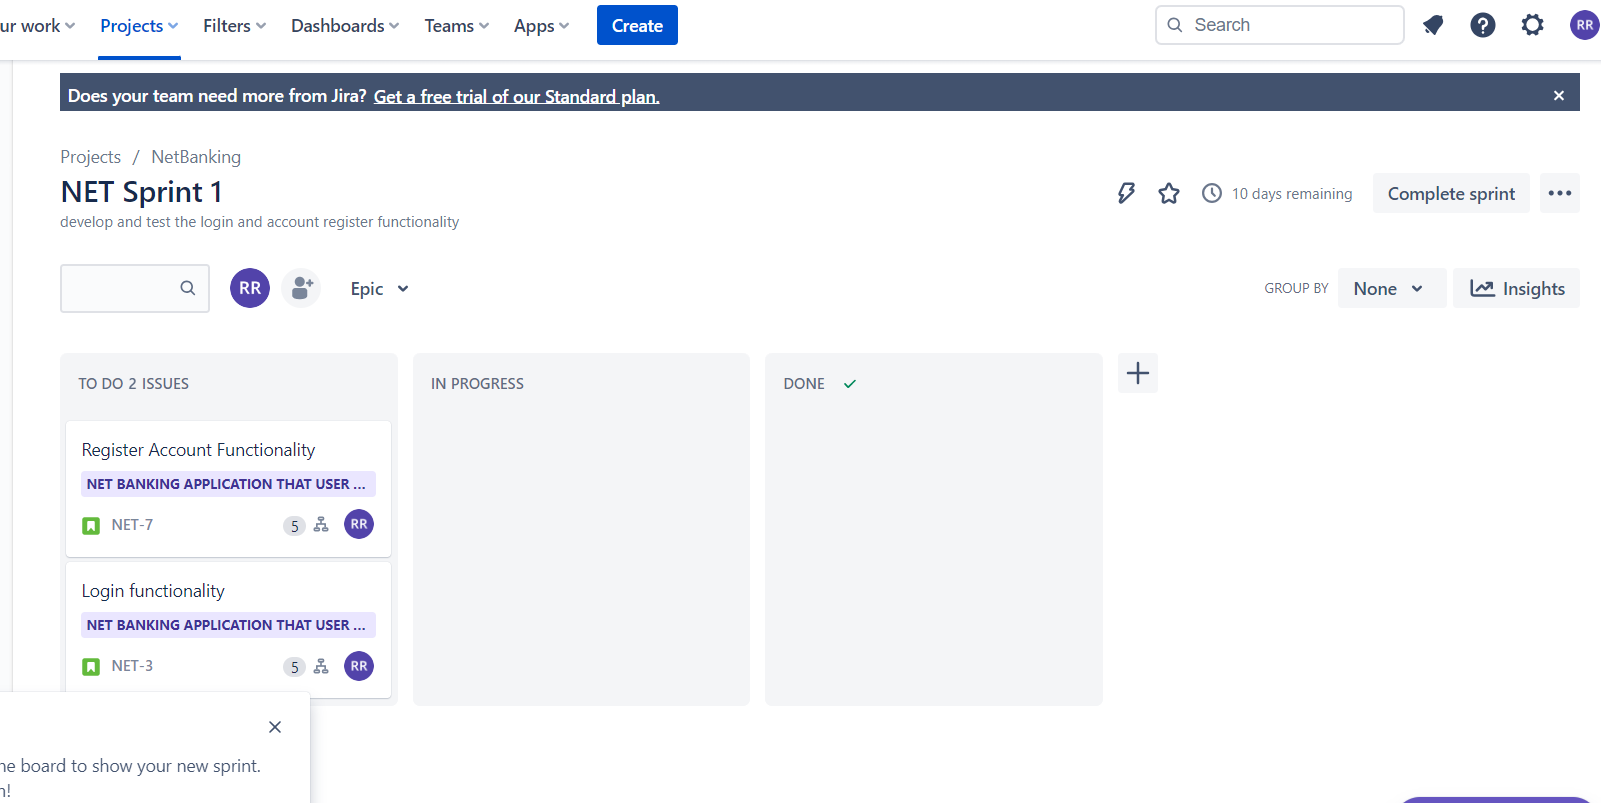 ur work Projects Filters Dashboards Teams Apps Create Search RR
Does your team need more from Jira? Get a free trial of our Standard plan.
Projects / NetBanking
NET Sprint 1
10 days remaining Complete sprint
develop and test the login and account register functionality
RR Epic GROUP BY None Insights
TO DO 2 ISSUES IN PROGRESS DONE
Register Account Functionality
NET BANKING APPLICATION THAT USER ...
NET-7 5 RR
Login functionality
NET BANKING APPLICATION THAT USER ...
NET-3 5 RR
ne board to show your new sprint.
n!